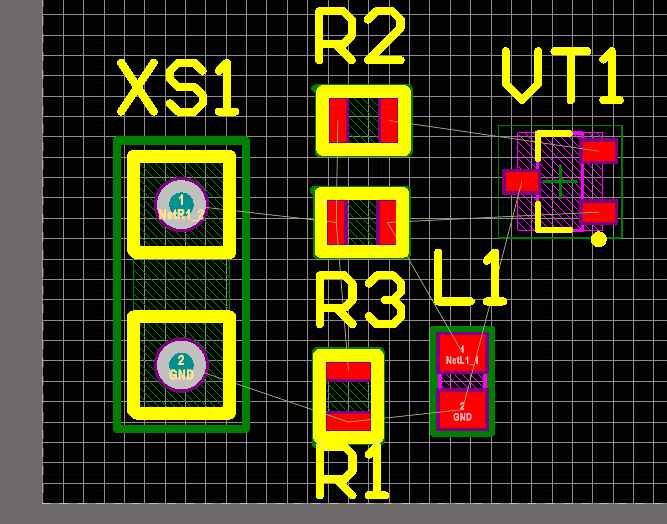 R2
VT1
XS1
1
NetR1_2
R3
L1
1
NetL1_1
2
GND
2
GND
R1